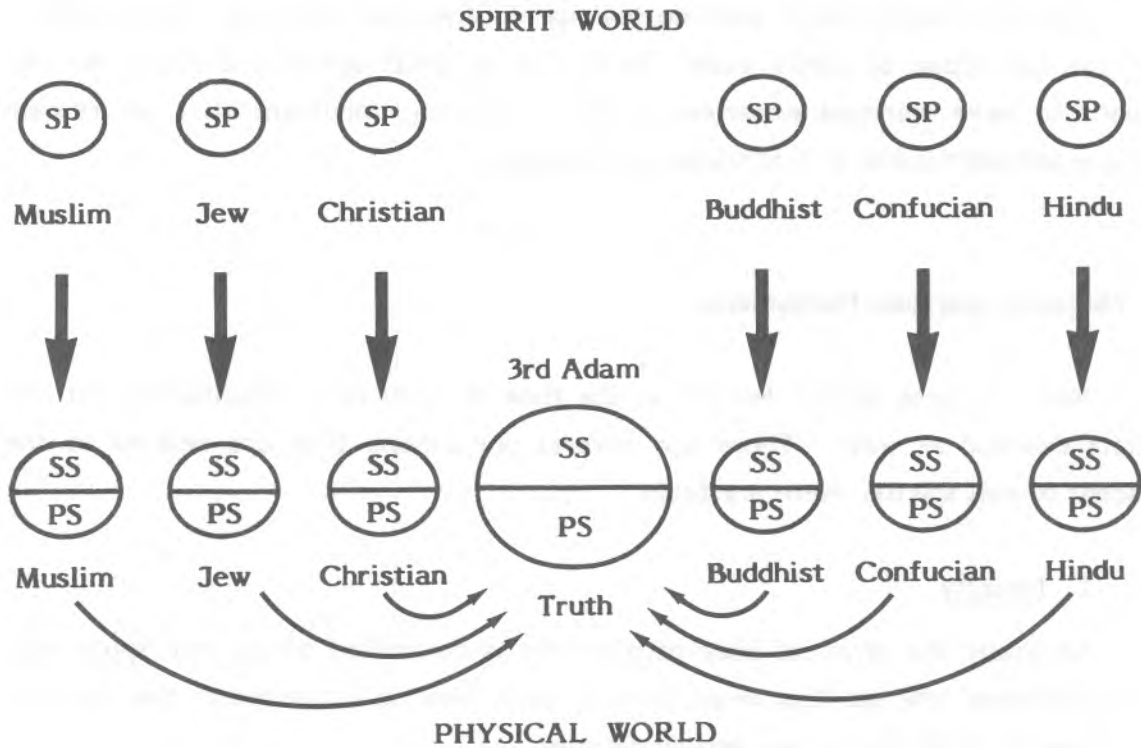 SPIRIT WORLD
SP SP SP SP SP SP
Muslim Jew Christian Buddhist Confucian Hindu
3rd Adam
SS SS SS SS SS SS SS
PS PS PS PS PS PS PS
Muslim Jew Christian Buddhist Confucian Hindu
Truth
PHYSICAL WORLD